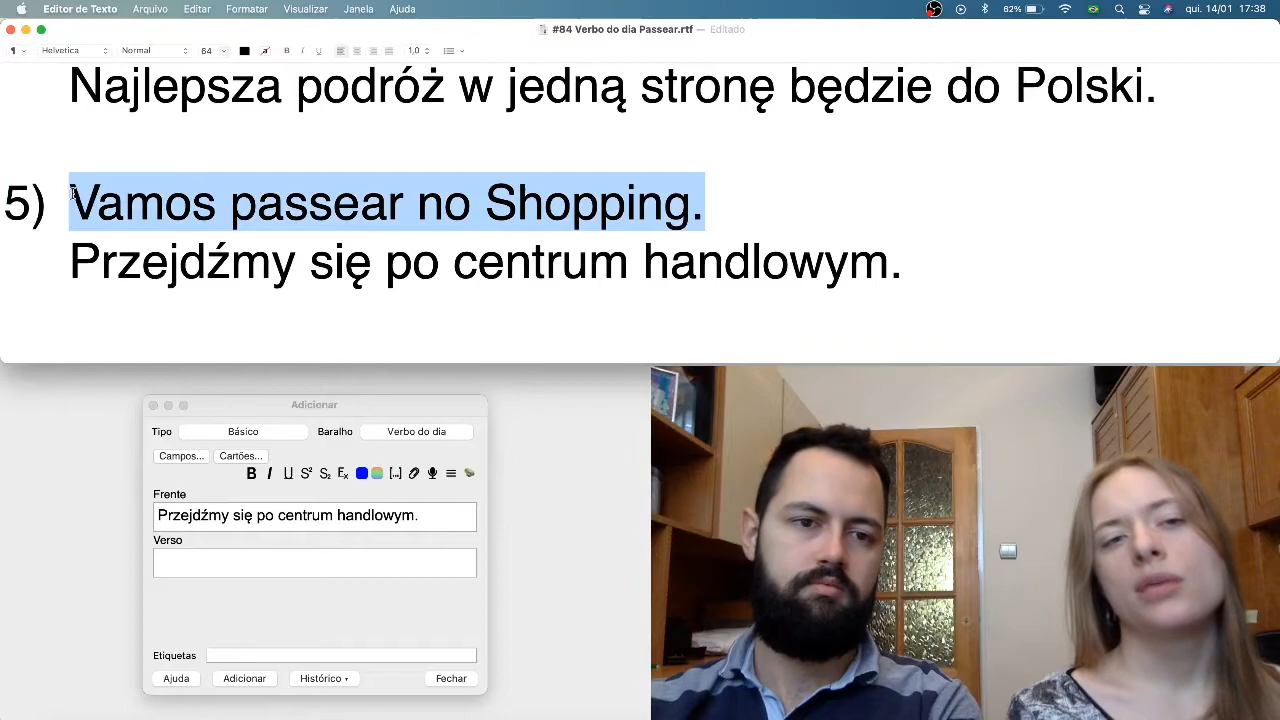 Editor de Texto Arquivo Editar Formatar Visualizar Janela Ajuda 82% qui. 14/01 17:38
#84 Verbo do dia Passear.rtf — Editado
¶ Helvetica Normal 64 B I U 1,0
Najlepsza podróż w jedną stronę będzie do Polski.
5) Vamos passear no Shopping.
Przejdźmy się po centrum handlowym.
Adicionar
Tipo Básico Baralho Verbo do dia
Campos... Cartões...
B I U S² S₂ Eₓ [...]
Frente
Przejdźmy się po centrum handlowym.
Verso
Etiquetas
Ajuda Adicionar Histórico Fechar